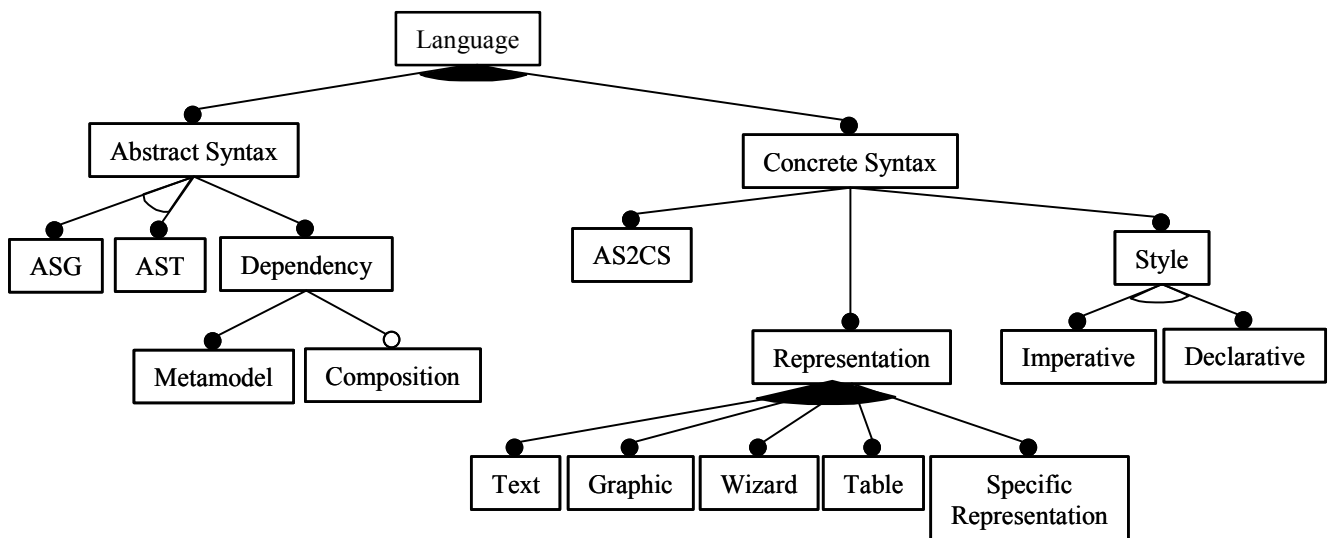 Language
Abstract Syntax
Concrete Syntax
ASG
AST
Dependency
AS2CS
Style
Metamodel
Composition
Representation
Imperative
Declarative
Text
Graphic
Wizard
Table
Specific
Representation